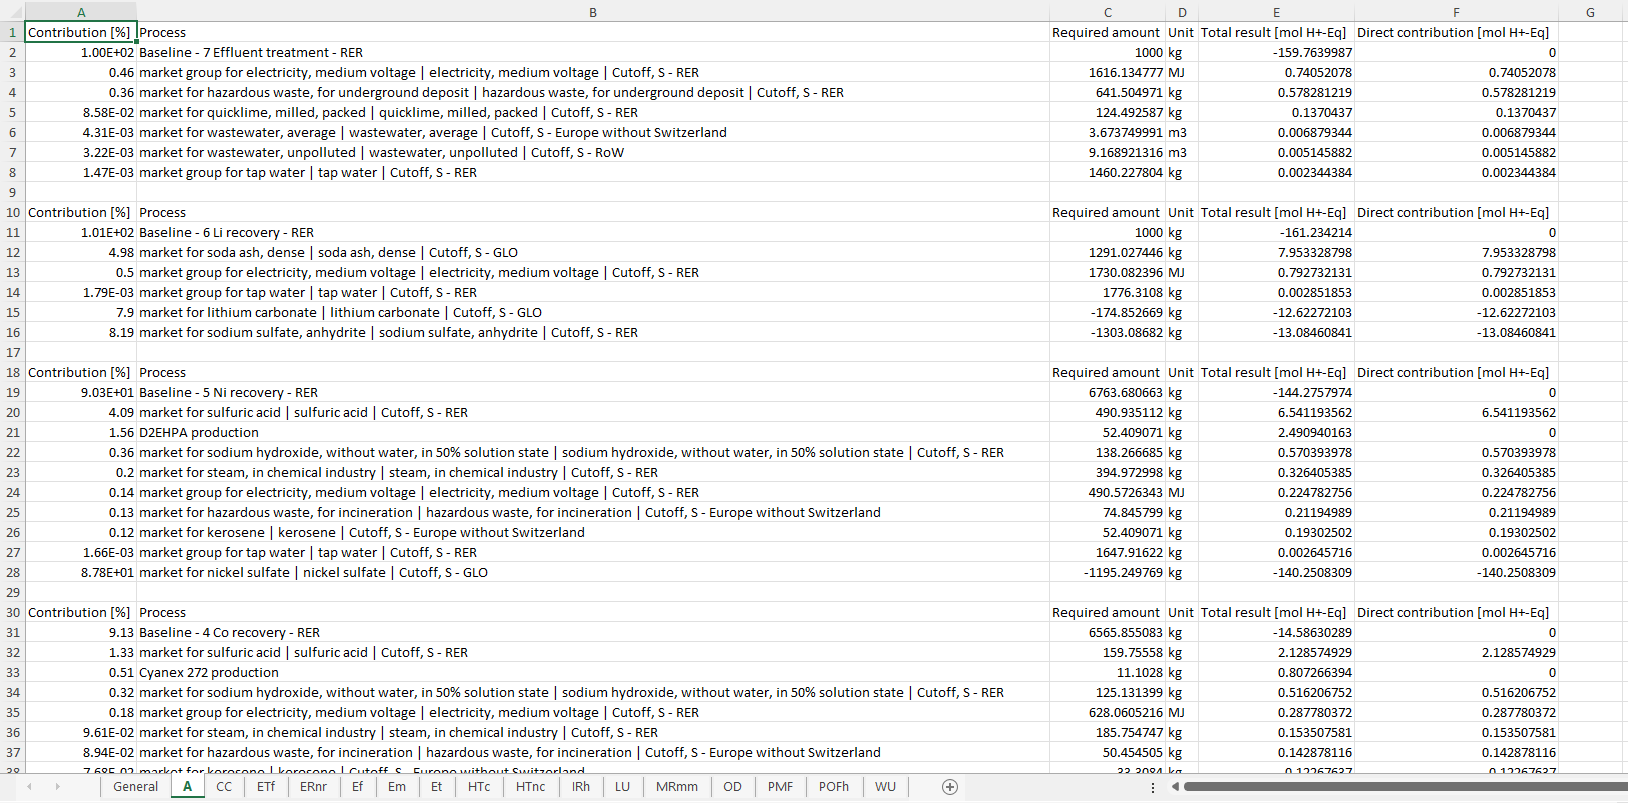 A B C D E F G
1 Contribution [%] Process Required amount Unit Total result [mol H+-Eq] Direct contribution [mol H+-Eq]
2 1.00E+02 Baseline - 7 Effluent treatment - RER 1000 kg -159.7639987 0
3 0.46 market group for electricity, medium voltage | electricity, medium voltage | Cutoff, S - RER 1616.134777 MJ 0.74052078 0.74052078
4 0.36 market for hazardous waste, for underground deposit | hazardous waste, for underground deposit | Cutoff, S - RER 641.504971 kg 0.578281219 0.578281219
5 8.58E-02 market for quicklime, milled, packed | quicklime, milled, packed | Cutoff, S - RER 124.492587 kg 0.1370437 0.1370437
6 4.31E-03 market for wastewater, average | wastewater, average | Cutoff, S - Europe without Switzerland 3.673749991 m3 0.006879344 0.006879344
7 3.22E-03 market for wastewater, unpolluted | wastewater, unpolluted | Cutoff, S - RoW 9.168921316 m3 0.005145882 0.005145882
8 1.47E-03 market group for tap water | tap water | Cutoff, S - RER 1460.227804 kg 0.002344384 0.002344384
9
10 Contribution [%] Process Required amount Unit Total result [mol H+-Eq] Direct contribution [mol H+-Eq]
11 1.01E+02 Baseline - 6 Li recovery - RER 1000 kg -161.234214 0
12 4.98 market for soda ash, dense | soda ash, dense | Cutoff, S - GLO 1291.027446 kg 7.953328798 7.953328798
13 0.5 market group for electricity, medium voltage | electricity, medium voltage | Cutoff, S - RER 1730.082396 MJ 0.792732131 0.792732131
14 1.79E-03 market group for tap water | tap water | Cutoff, S - RER 1776.3108 kg 0.002851853 0.002851853
15 7.9 market for lithium carbonate | lithium carbonate | Cutoff, S - GLO -174.852669 kg -12.62272103 -12.62272103
16 8.19 market for sodium sulfate, anhydrite | sodium sulfate, anhydrite | Cutoff, S - RER -1303.08682 kg -13.08460841 -13.08460841
17
18 Contribution [%] Process Required amount Unit Total result [mol H+-Eq] Direct contribution [mol H+-Eq]
19 9.03E+01 Baseline - 5 Ni recovery - RER 6763.680663 kg -144.2757974 0
20 4.09 market for sulfuric acid | sulfuric acid | Cutoff, S - RER 490.935112 kg 6.541193562 6.541193562
21 1.56 D2EHPA production 52.409071 kg 2.490940163 0
22 0.36 market for sodium hydroxide, without water, in 50% solution state | sodium hydroxide, without water, in 50% solution state | Cutoff, S - RER 138.266685 kg 0.570393978 0.570393978
23 0.2 market for steam, in chemical industry | steam, in chemical industry | Cutoff, S - RER 394.972998 kg 0.326405385 0.326405385
24 0.14 market group for electricity, medium voltage | electricity, medium voltage | Cutoff, S - RER 490.5726343 MJ 0.224782756 0.224782756
25 0.13 market for hazardous waste, for incineration | hazardous waste, for incineration | Cutoff, S - Europe without Switzerland 74.845799 kg 0.21194989 0.21194989
26 0.12 market for kerosene | kerosene | Cutoff, S - Europe without Switzerland 52.409071 kg 0.19302502 0.19302502
27 1.66E-03 market group for tap water | tap water | Cutoff, S - RER 1647.91622 kg 0.002645716 0.002645716
28 8.78E+01 market for nickel sulfate | nickel sulfate | Cutoff, S - GLO -1195.249769 kg -140.2508309 -140.2508309
29
30 Contribution [%] Process Required amount Unit Total result [mol H+-Eq] Direct contribution [mol H+-Eq]
31 9.13 Baseline - 4 Co recovery - RER 6565.855083 kg -14.58630289 0
32 1.33 market for sulfuric acid | sulfuric acid | Cutoff, S - RER 159.75558 kg 2.128574929 2.128574929
33 0.51 Cyanex 272 production 11.1028 kg 0.807266394 0
34 0.32 market for sodium hydroxide, without water, in 50% solution state | sodium hydroxide, without water, in 50% solution state | Cutoff, S - RER 125.131399 kg 0.516206752 0.516206752
35 0.18 market group for electricity, medium voltage | electricity, medium voltage | Cutoff, S - RER 628.0605216 MJ 0.287780372 0.287780372
36 9.61E-02 market for steam, in chemical industry | steam, in chemical industry | Cutoff, S - RER 185.754747 kg 0.153507581 0.153507581
37 8.94E-02 market for hazardous waste, for incineration | hazardous waste, for incineration | Cutoff, S - Europe without Switzerland 50.454505 kg 0.142878116 0.142878116
38 7.68E-02 market for kerosene | kerosene | Cutoff, S - Europe without Switzerland 33.3084 kg 0.12267637 0.12267637
General A CC ETf ERnr Ef Em Et HTc HTnc IRh LU MRmm OD PMF POFh WU